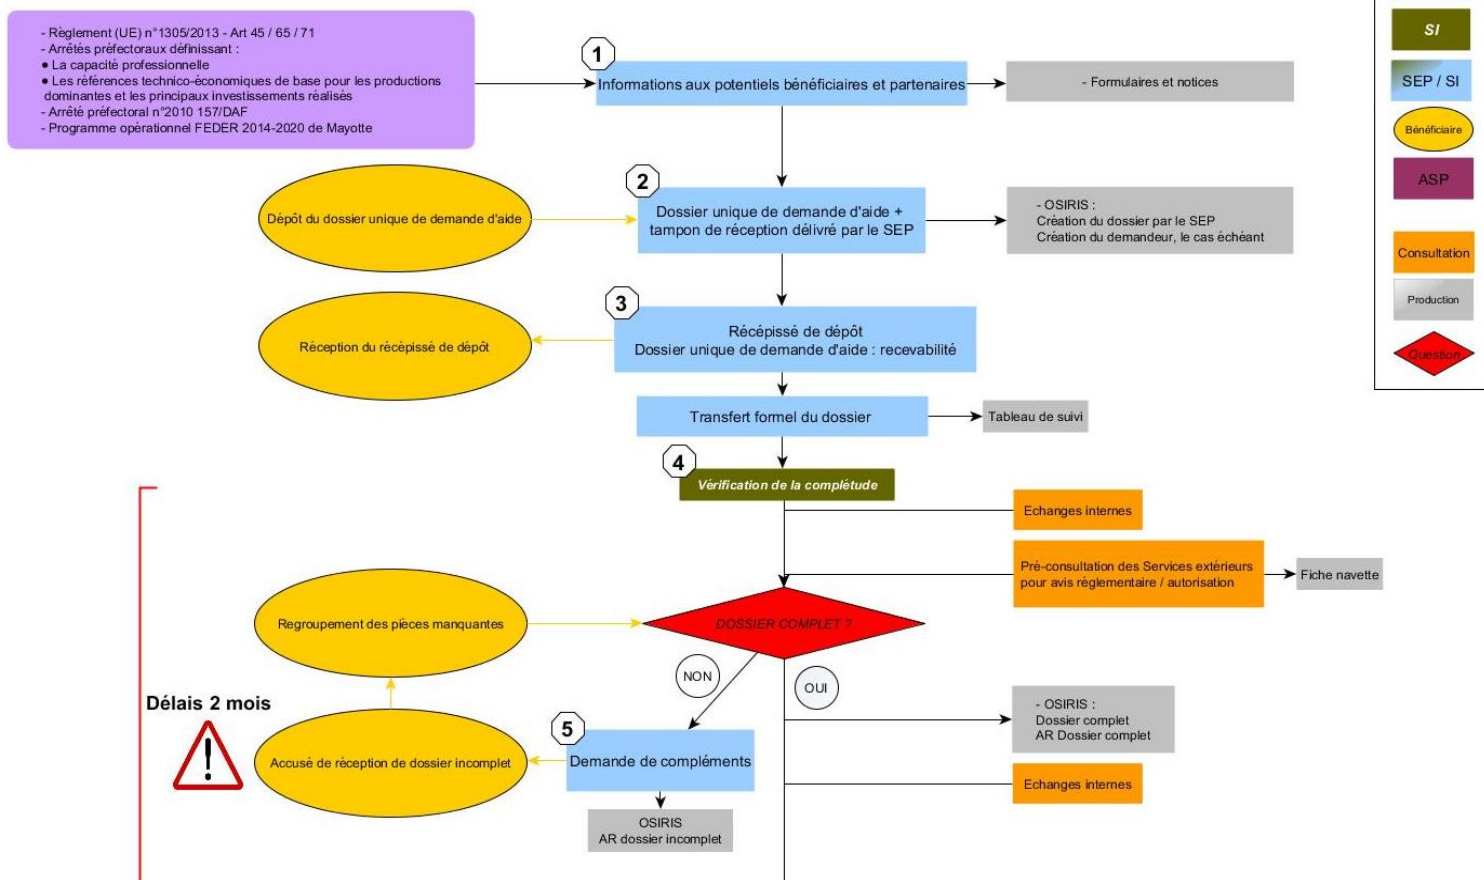 - Règlement (UE) n°1305/2013 - Art 45 / 65 / 71
- Arrêtés préfectoraux définissant :
● La capacité professionnelle
● Les références technico-économiques de base pour les productions
dominantes et les principaux investissements réalisés
- Arrêté préfectoral n°2010 157/DAF
- Programme opérationnel FEDER 2014-2020 de Mayotte
1
Informations aux potentiels bénéficiaires et partenaires
- Formulaires et notices
SI
SEP / SI
Bénéficiaire
ASP
Consultation
Production
Question
Dépôt du dossier unique de demande d'aide
2
Dossier unique de demande d'aide +
tampon de réception délivré par le SEP
- OSIRIS :
Création du dossier par le SEP
Création du demandeur, le cas échéant
Réception du récépissé de dépôt
3
Récépissé de dépôt
Dossier unique de demande d'aide : recevabilité
Transfert formel du dossier
Tableau de suivi
4
Vérification de la complétude
Echanges internes
Pré-consultation des Services extérieurs
pour avis réglementaire / autorisation
Fiche navette
Regroupement des pièces manquantes
DOSSIER COMPLET ?
NON
OUI
- OSIRIS :
Dossier complet
AR Dossier complet
Délais 2 mois
!
Accusé de réception de dossier incomplet
5
Demande de compléments
Echanges internes
OSIRIS
AR dossier incomplet